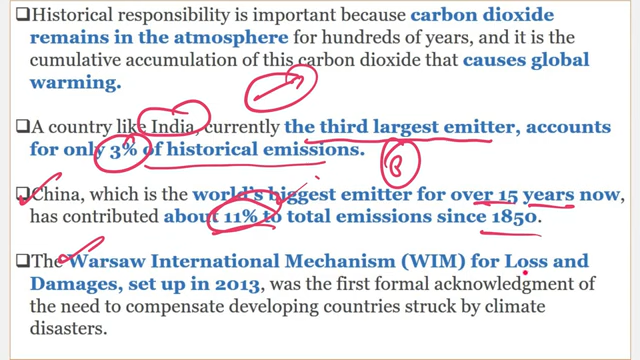 Historical responsibility is important because carbon dioxide
remains in the atmosphere for hundreds of years, and it is the
cumulative accumulation of this carbon dioxide that causes global
warming.
A country like India, currently the third largest emitter, accounts
for only 3% of historical emissions.
China, which is the world's biggest emitter for over 15 years now,
has contributed about 11% to total emissions since 1850.
The Warsaw International Mechanism (WIM) for Loss and
Damages, set up in 2013, was the first formal acknowledgment of
the need to compensate developing countries struck by climate
disasters.